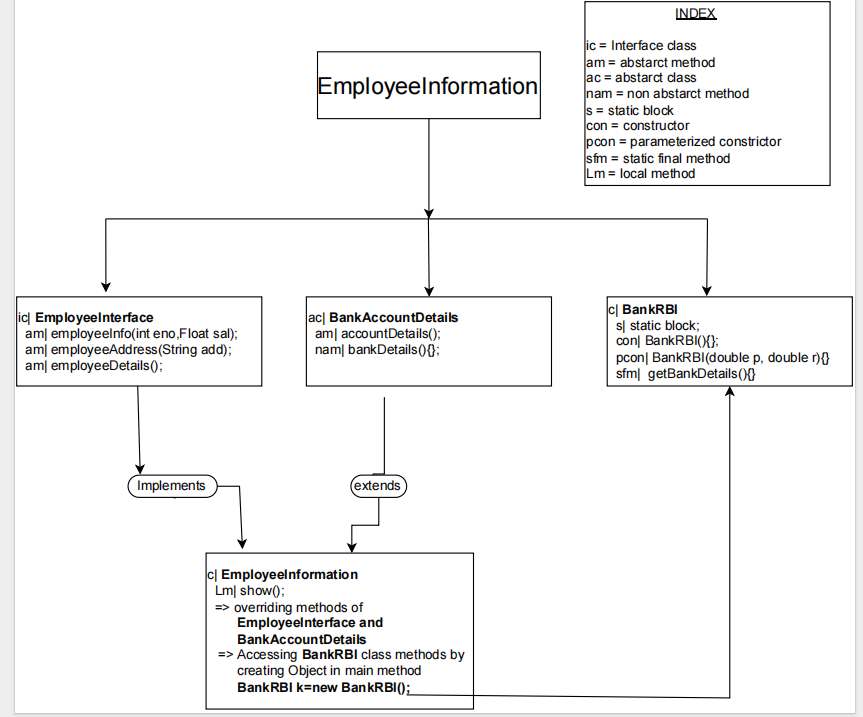 INDEX
ic = Interface class
am = abstarct method
ac = abstarct class
nam = non abstarct method
s = static block
con = constructor
pcon = parameterized constrictor
sfm = static final method
Lm = local method
EmployeeInformation
ic| EmployeeInterface
am| employeeInfo(int eno,Float sal);
am| employeeAddress(String add);
am| employeeDetails();
ac| BankAccountDetails
am| accountDetails();
nam| bankDetails(){};
c| BankRBI
s| static block;
con| BankRBI(){};
pcon| BankRBI(double p, double r){}
sfm| getBankDetails(){}
Implements
extends
c| EmployeeInformation
Lm| show();
=> overriding methods of
EmployeeInterface and
BankAccountDetails
=> Accessing BankRBI class methods by
creating Object in main method
BankRBI k=new BankRBI();